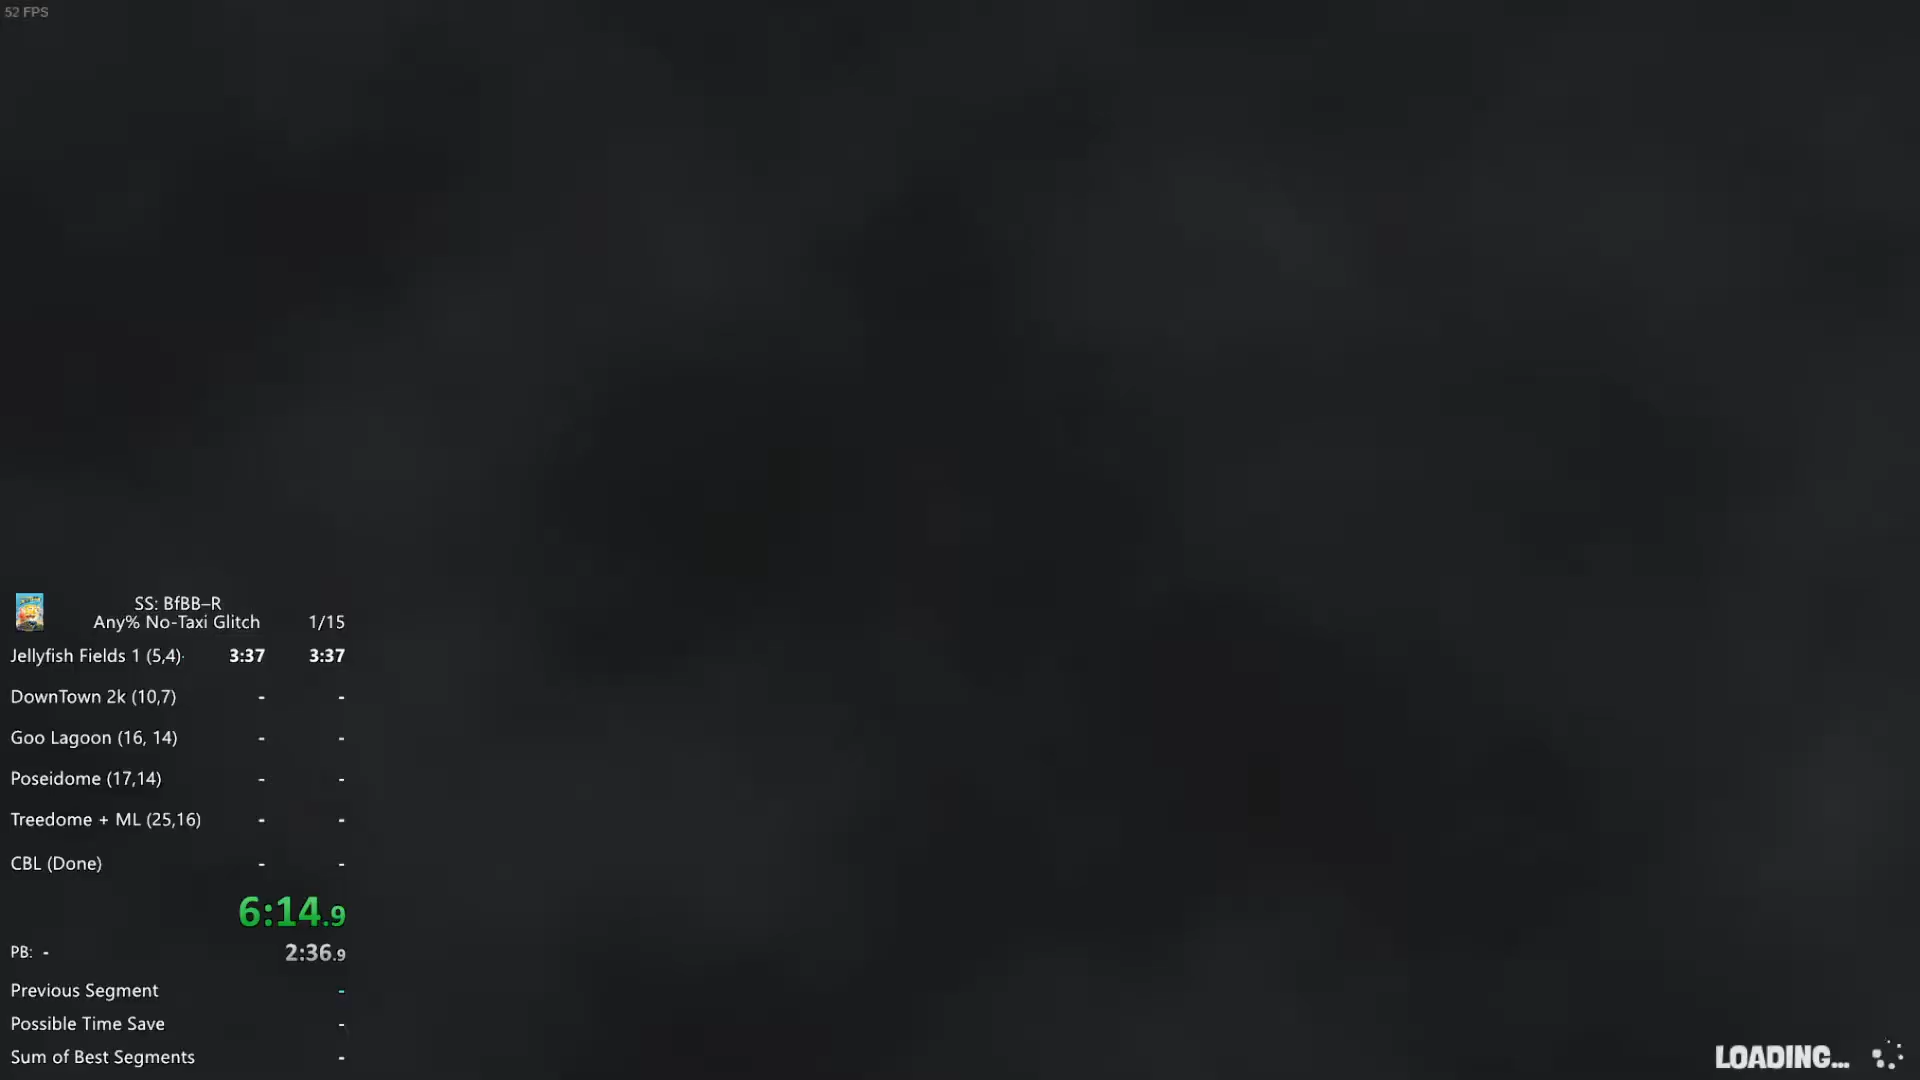 52 FPS
SS: BfBB–R
Any% No-Taxi Glitch 1/15
Jellyfish Fields 1 (5,4) 3:37 3:37
DownTown 2k (10,7) - -
Goo Lagoon (16, 14) - -
Poseidome (17,14) - -
Treedome + ML (25,16) - -
CBL (Done) - -
6:14.9
PB: - 2:36.9
Previous Segment -
Possible Time Save -
Sum of Best Segments -
LOADING...